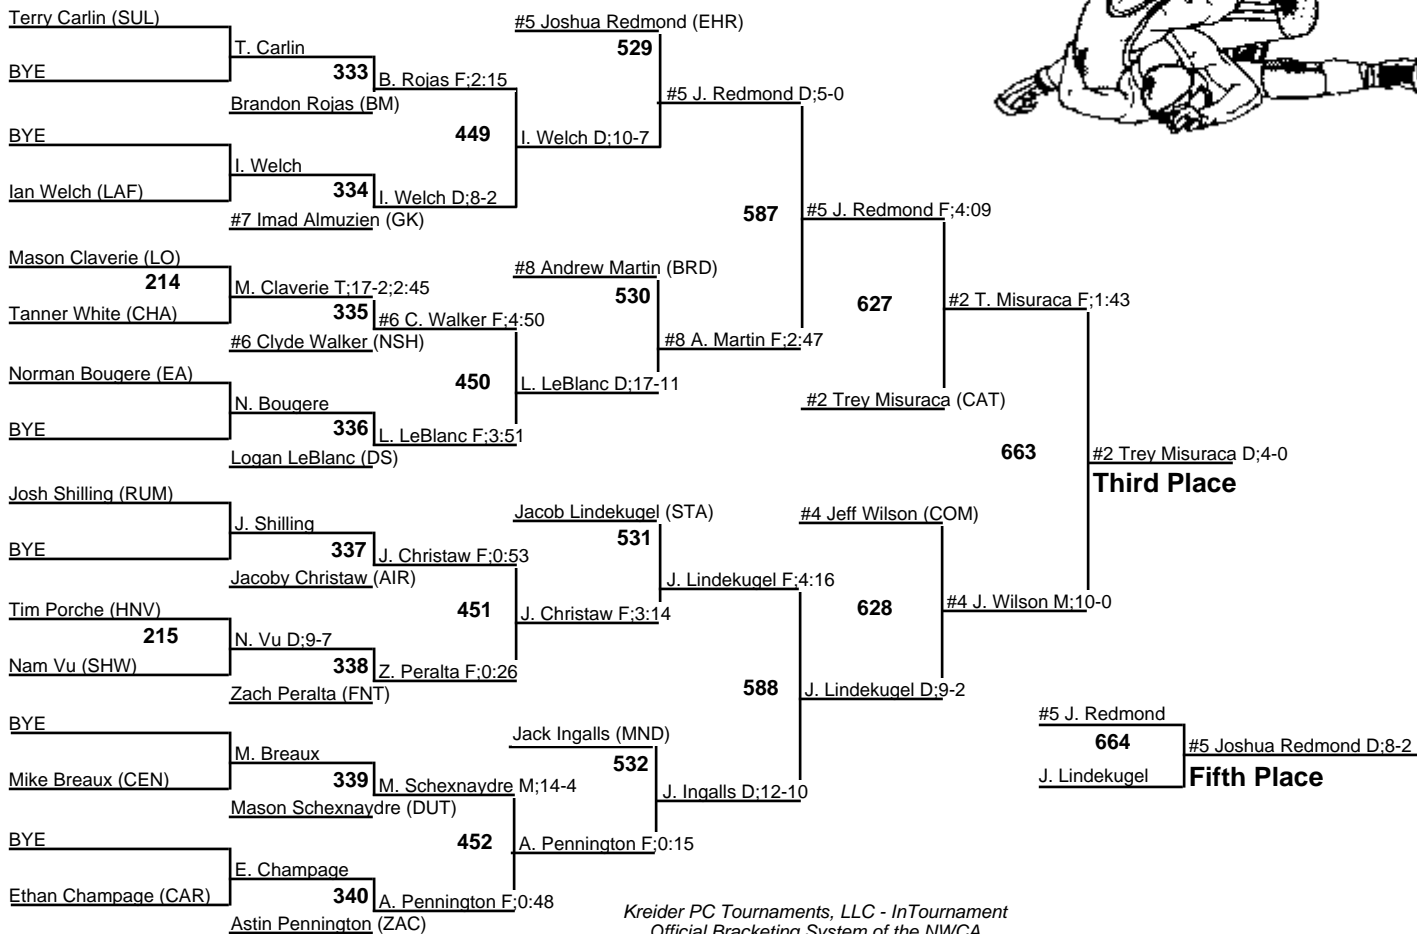 Terry Carlin (SUL)
BYE
BYE
Ian Welch (LAF)
Mason Claverie (LO)
214
Tanner White (CHA)
Norman Bougere (EA)
BYE
Josh Shilling (RUM)
BYE
Tim Porche (HNV)
215
Nam Vu (SHW)
BYE
Mike Breaux (CEN)
BYE
Ethan Champage (CAR)
T. Carlin
333
Brandon Rojas (BM)
I. Welch
334
#7 Imad Almuzien (GK)
M. Claverie T;17-2;2:45
335
#6 Clyde Walker (NSH)
N. Bougere
336
Logan LeBlanc (DS)
J. Shilling
337
Jacoby Christaw (AIR)
N. Vu D;9-7
338
Zach Peralta (FNT)
M. Breaux
339
Mason Schexnaydre (DUT)
E. Champage
340
Astin Pennington (ZAC)
B. Rojas F;2:15
449
I. Welch D;8-2
#6 C. Walker F;4:50
450
L. LeBlanc F;3:51
J. Christaw F;0:53
451
Z. Peralta F;0:26
M. Schexnaydre M;14-4
452
A. Pennington F;0:48
#5 Joshua Redmond (EHR)
529
I. Welch D;10-7
#8 Andrew Martin (BRD)
530
L. LeBlanc D;17-11
Jacob Lindekugel (STA)
531
J. Christaw F;3:14
Jack Ingalls (MND)
532
A. Pennington F;0:15
#5 J. Redmond D;5-0
587
#8 A. Martin F;2:47
J. Lindekugel F;4:16
588
J. Ingalls D;12-10
#5 J. Redmond F;4:09
627
#2 Trey Misuraca (CAT)
#4 Jeff Wilson (COM)
628
J. Lindekugel D;9-2
#2 T. Misuraca F;1:43
663
#4 J. Wilson M;10-0
#2 Trey Misuraca D;4-0
Third Place
#5 J. Redmond
664
J. Lindekugel
#5 Joshua Redmond D;8-2
Fifth Place
Kreider PC Tournaments, LLC - InTournament
Official Bracketing System of the NWCA